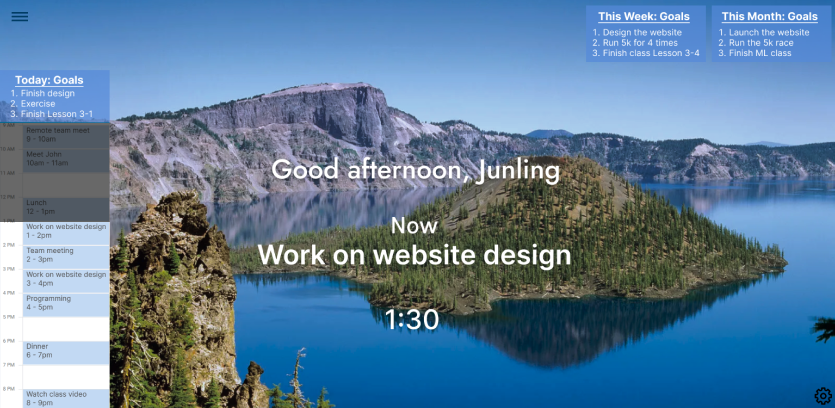 This Week: Goals
1. Design the website
2. Run 5k for 4 times
3. Finish class Lesson 3-4
This Month: Goals
1. Launch the website
2. Run the 5k race
3. Finish ML class
Today: Goals
1. Finish design
2. Exercise
3. Finish Lesson 3-1
Remote team meet
9 - 10am
10 AM
Meet John
10am - 11am
11 AM
12 PM
Lunch
12 - 1pm
Work on website design
1 - 2pm
2 PM
Team meeting
2 - 3pm
3 PM
Work on website design
3 - 4pm
4 PM
Programming
4 - 5pm
5 PM
6 PM
Dinner
6 - 7pm
7 PM
8 PM
Watch class video
8 - 9pm
Good afternoon, Junling
Now
Work on website design
1:30